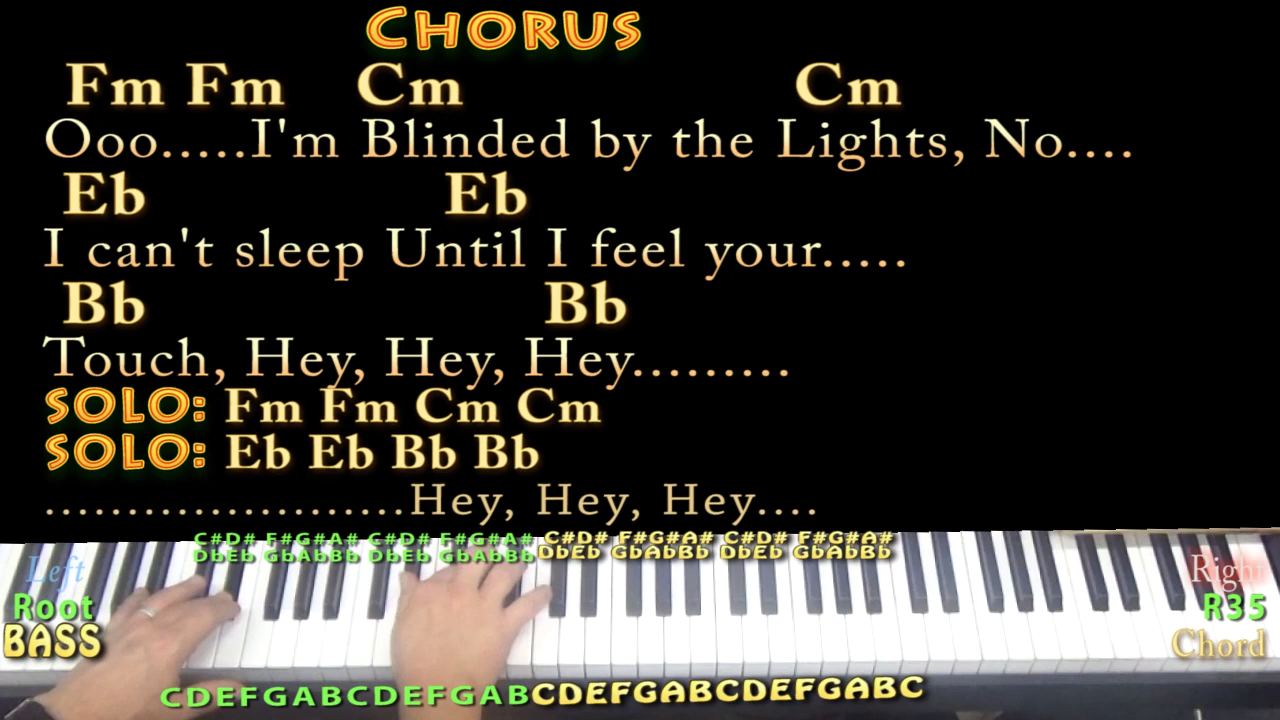 CHORUS
Fm Fm Cm Cm
Ooo.....I'm Blinded by the Lights, No....
Eb Eb
I can't sleep Until I feel your.....
Bb Bb
Touch, Hey, Hey, Hey.........
SOLO: Fm Fm Cm Cm
SOLO: Eb Eb Bb Bb
......................Hey, Hey, Hey....
C#D# F#G#A# C#D# F#G#A# C#D# F#G#A# C#D# F#G#A#
DbEb GbAbBb DbEb GbAbBb DbEb GbAbBb DbEb GbAbBb
Left
Root
BASS
Right
R35
Chord
CDEFGABCDEFGABCDEFGABCDEFGABC